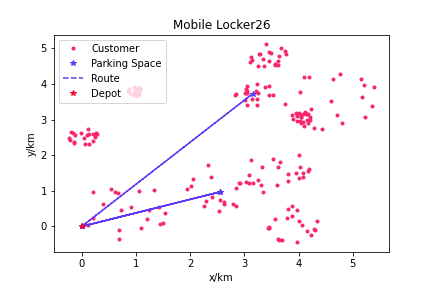 Mobile Locker26
Customer
Parking Space
Route
Depot
y/km
5
4
3
2
1
0
0 1 2 3 4 5
x/km